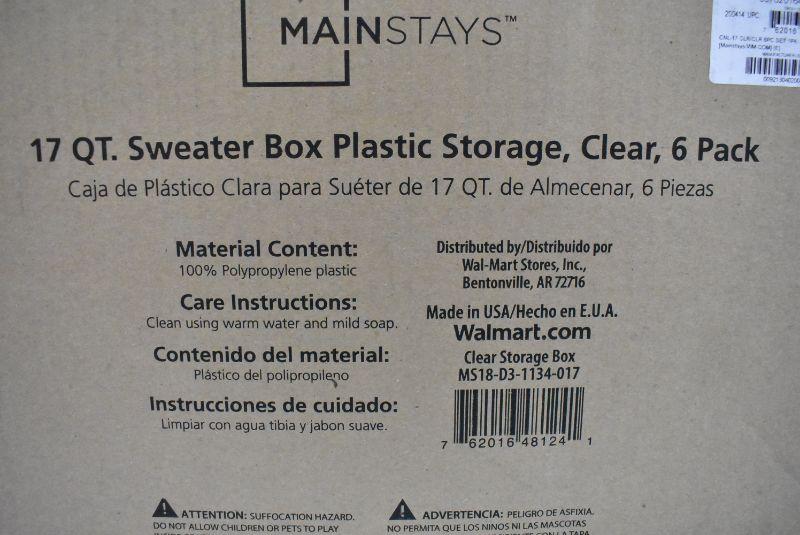 MAINSTAYS™
200414 UPC
17 QT. Sweater Box Plastic Storage, Clear, 6 Pack
Caja de Plástico Clara para Suéter de 17 QT. de Almecenar, 6 Piezas
Material Content:
100% Polypropylene plastic
Care Instructions:
Clean using warm water and mild soap.
Contenido del material:
Plástico del polipropileno
Instrucciones de cuidado:
Limpiar con agua tibia y jabon suave.
Distributed by/Distribuido por
Wal-Mart Stores, Inc.,
Bentonville, AR 72716
Made in USA/Hecho en E.U.A.
Walmart.com
Clear Storage Box
MS18-D3-1134-017
7 62016 48124 1
ATTENTION: SUFFOCATION HAZARD.
DO NOT ALLOW CHILDREN OR PETS TO PLAY
ADVERTENCIA: PELIGRO DE ASFIXIA.
NO PERMITA QUE LOS NINOS NI LAS MASCOTAS